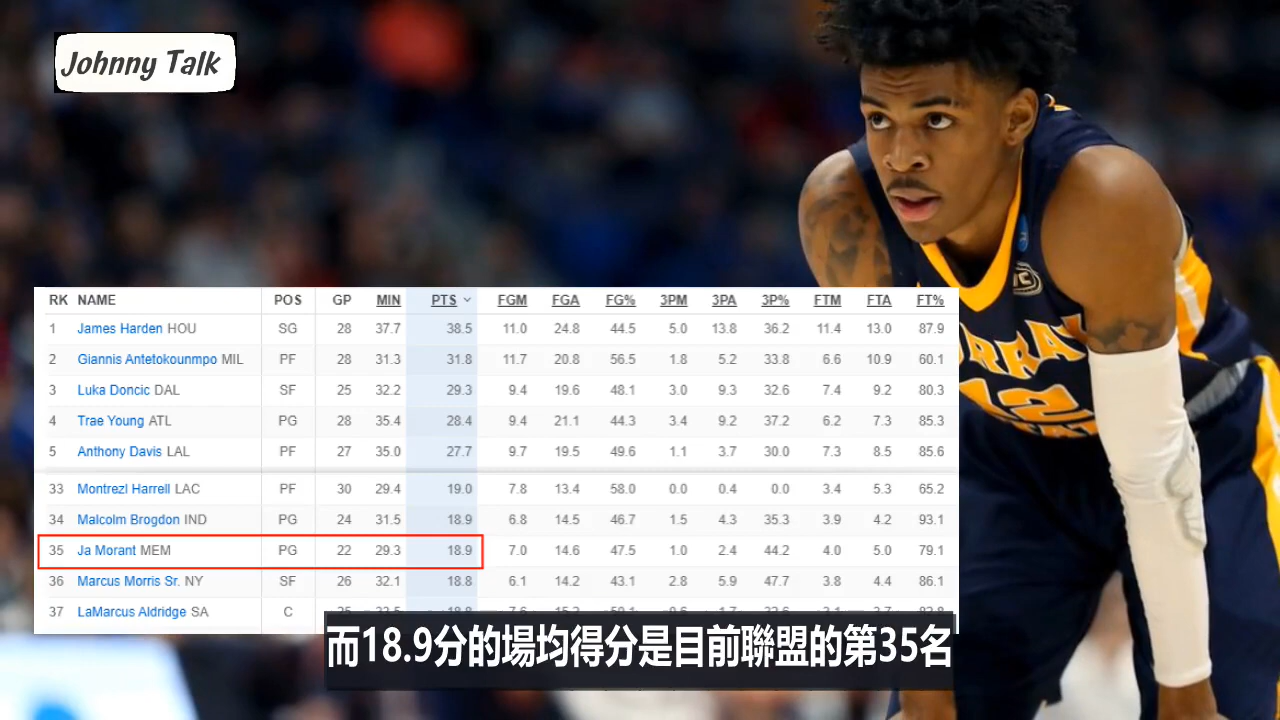 Johnny Talk
RK NAME POS GP MIN PTS FGM FGA FG% 3PM 3PA 3P% FTM FTA FT%
1 James Harden HOU SG 28 37.7 38.5 11.0 24.8 44.5 5.0 13.8 36.2 11.4 13.0 87.9
2 Giannis Antetokounmpo MIL PF 28 31.3 31.8 11.7 20.8 56.5 1.8 5.2 33.8 6.6 10.9 60.1
3 Luka Doncic DAL SF 25 32.2 29.3 9.4 19.6 48.1 3.0 9.3 32.6 7.4 9.2 80.3
4 Trae Young ATL PG 28 35.4 28.4 9.4 21.1 44.3 3.4 9.2 37.2 6.2 7.3 85.3
5 Anthony Davis LAL PF 27 35.0 27.7 9.7 19.5 49.6 1.1 3.7 30.0 7.3 8.5 85.6
33 Montrezl Harrell LAC PF 30 29.4 19.0 7.8 13.4 58.0 0.0 0.4 0.0 3.4 5.3 65.2
34 Malcolm Brogdon IND PG 24 31.5 18.9 6.8 14.5 46.7 1.5 4.3 35.3 3.9 4.2 93.1
35 Ja Morant MEM PG 22 29.3 18.9 7.0 14.6 47.5 1.0 2.4 44.2 4.0 5.0 79.1
36 Marcus Morris Sr. NY SF 26 32.1 18.8 6.1 14.2 43.1 2.8 5.9 47.7 3.8 4.4 86.1
37 LaMarcus Aldridge SA C
而18.9分的場均得分是目前聯盟的第35名
12